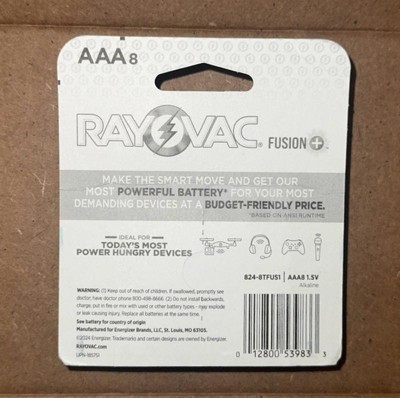 AAA8
RAYOVAC® FUSION +
MAKE THE SMART MOVE AND GET OUR
MOST POWERFUL BATTERY* FOR YOUR MOST
DEMANDING DEVICES AT A BUDGET-FRIENDLY PRICE.
*BASED ON ANSI RUNTIME
IDEAL FOR
TODAY'S MOST
POWER HUNGRY DEVICES
824-8TFUS1 AAA8 1.5V
Alkaline
WARNING: (1) Keep out of reach of children. If swallowed, promptly see
doctor; have doctor phone 800-498-8666. (2) Do not install backwards,
charge, put in fire or mix with used or other battery types - may explode
or leak causing injury. Replace all batteries at the same time.
See battery for country of origin
Manufactured for Energizer Brands, LLC, St. Louis, MO 63105.
©2024 Energizer. Trademarks and certain designs are owned by Energizer.
RAYOVAC.com
UPN-185751
0 12800 53983 3